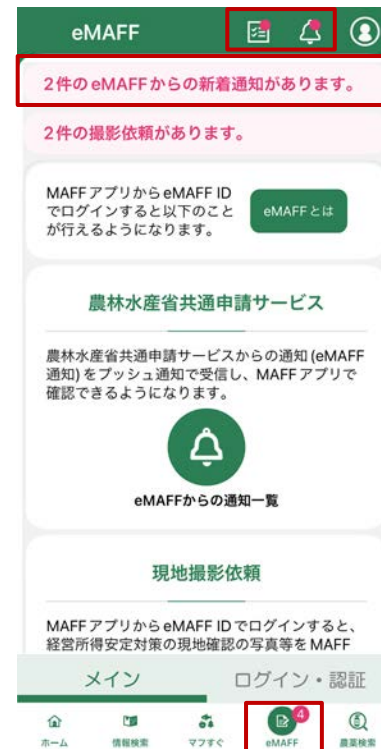 eMAFF
2件のeMAFFからの新着通知があります。
2件の撮影依頼があります。
MAFFアプリからeMAFF ID
でログインすると以下のこと
が行えるようになります。
eMAFFとは
農林水産省共通申請サービス
農林水産省共通申請サービスからの通知(eMAFF
通知)をプッシュ通知で受信し、MAFFアプリで
確認できるようになります。
eMAFFからの通知一覧
現地撮影依頼
MAFFアプリからeMAFF IDでログインすると、
経営所得安定対策の現地確認の写真等をMAFF
メイン
ログイン・認証
4
ホーム
情報検索
マフすぐ
eMAFF
農薬検索